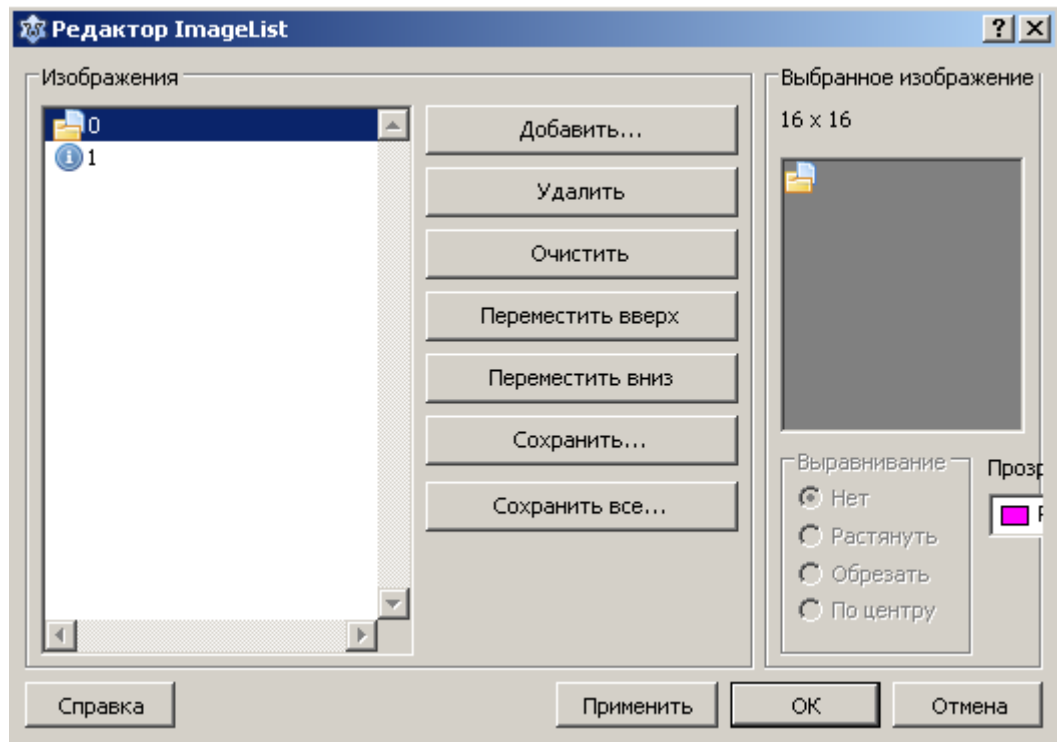 Редактор ImageList
Изображения
0
1
Добавить...
Удалить
Очистить
Переместить вверх
Переместить вниз
Сохранить...
Сохранить все...
Выбранное изображение
16 x 16
Выравнивание
Нет
Растянуть
Обрезать
По центру
Справка
Применить
ОК
Отмена